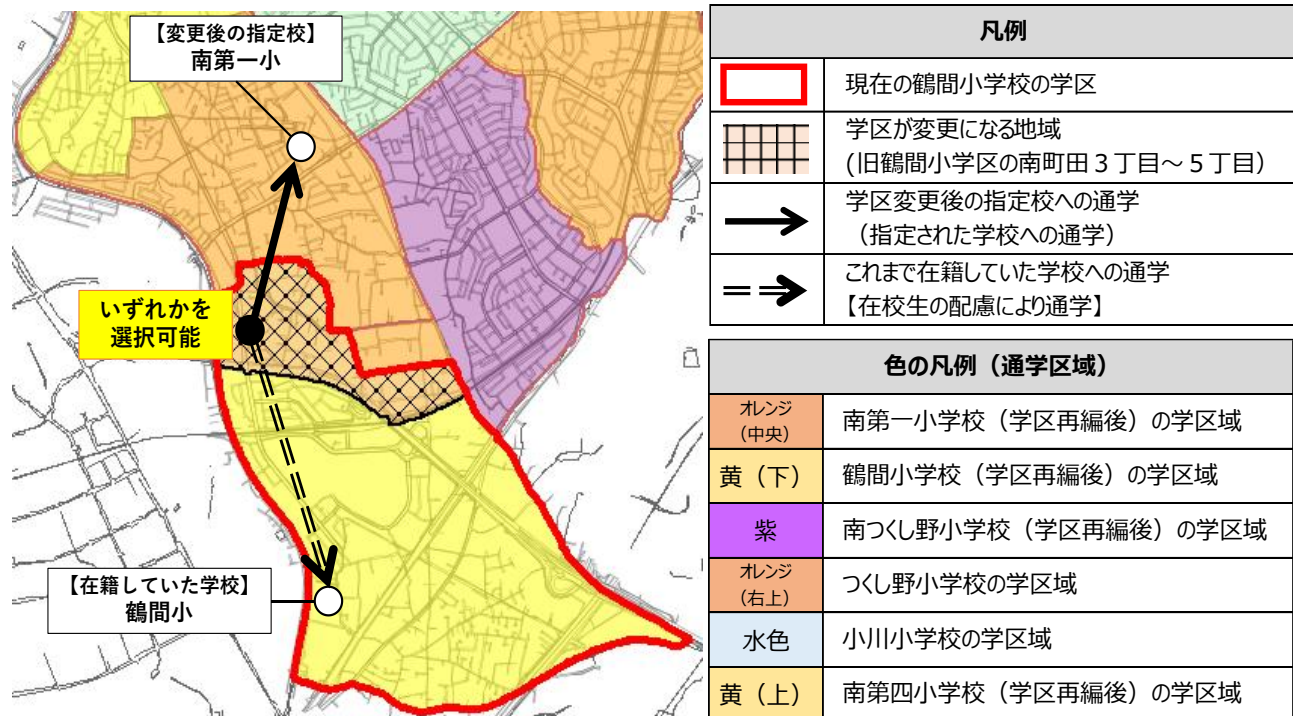 【変更後の指定校】
南第一小
いずれかを
選択可能
【在籍していた学校】
鶴間小
凡例
現在の鶴間小学校の学区
学区が変更になる地域
(旧鶴間小学区の南町田３丁目～５丁目)
学区変更後の指定校への通学
（指定された学校への通学）
これまで在籍していた学校への通学
【在校生の配慮により通学】
色の凡例（通学区域）
オレンジ
（中央）
南第一小学校（学区再編後）の学区域
黄（下）
鶴間小学校（学区再編後）の学区域
紫
南つくし野小学校（学区再編後）の学区域
オレンジ
（右上）
つくし野小学校の学区域
水色
小川小学校の学区域
黄（上）
南第四小学校（学区再編後）の学区域